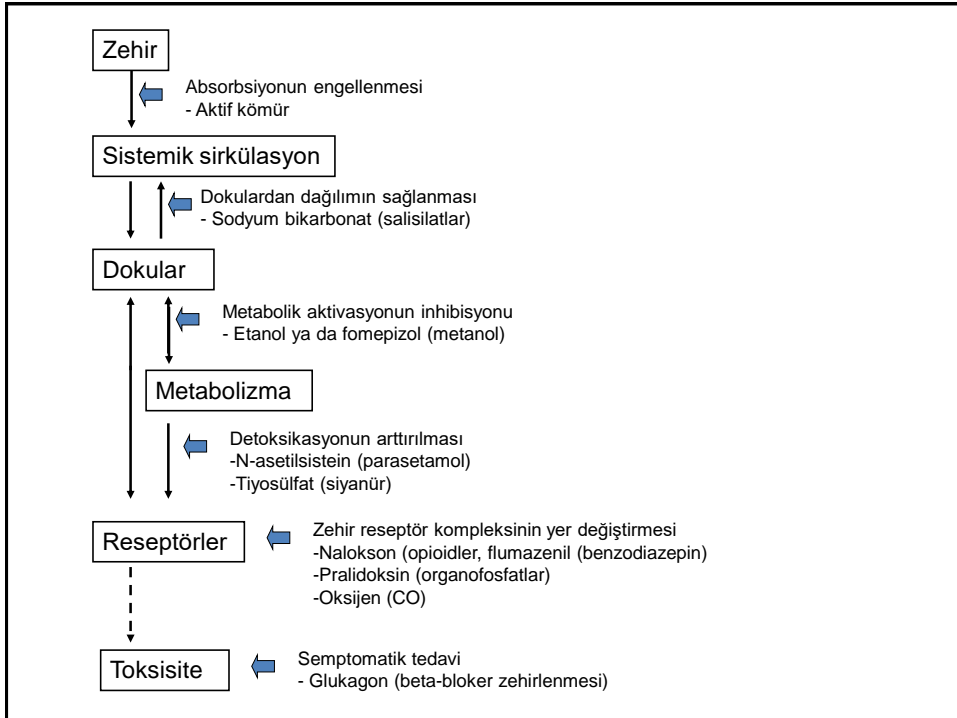 Zehir
Absorbsiyonun engellenmesi
- Aktif kömür
Sistemik sirkülasyon
Dokulardan dağılımın sağlanması
- Sodyum bikarbonat (salisilatlar)
Dokular
Metabolik aktivasyonun inhibisyonu
- Etanol ya da fomepizol (metanol)
Metabolizma
Detoksikasyonun arttırılması
-N-asetilsistein (parasetamol)
-Tiyosülfat (siyanür)
Reseptörler
Zehir reseptör kompleksinin yer değiştirmesi
-Nalokson (opioidler, flumazenil (benzodiazepin)
-Pralidoksin (organofosfatlar)
-Oksijen (CO)
Toksisite
Semptomatik tedavi
- Glukagon (beta-bloker zehirlenmesi)